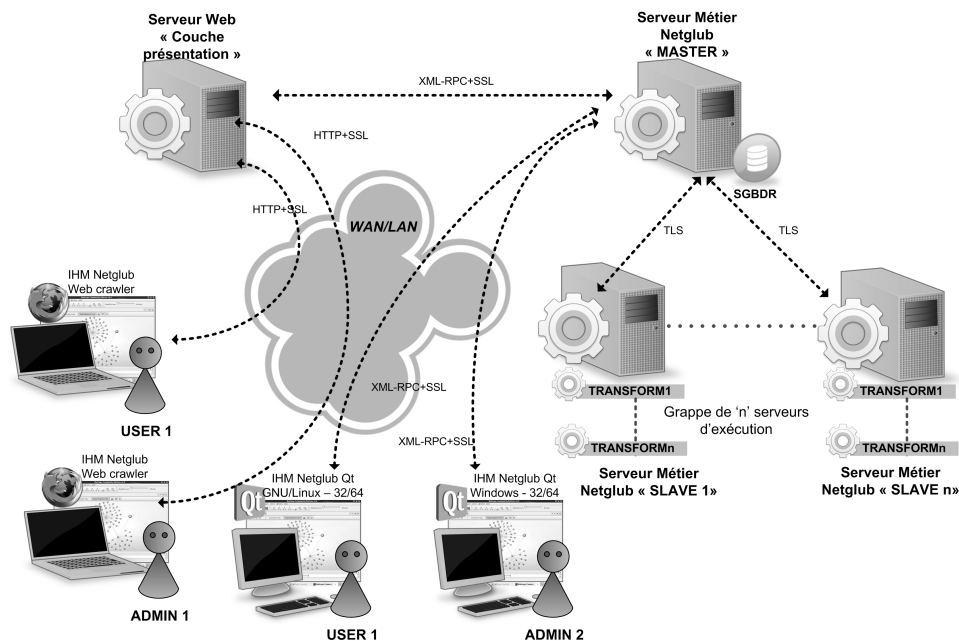 Serveur Web
« Couche
présentation »
Serveur Métier
Netglub
« MASTER »
XML-RPC+SSL
HTTP+SSL
HTTP+SSL
WAN/LAN
SGBDR
TLS
TLS
IHM Netglub
Web crawler
USER 1
XML-RPC+SSL
XML-RPC+SSL
TRANSFORM1
TRANSFORM1
Grappe de ‘n’ serveurs
d’exécution
TRANSFORMn
TRANSFORMn
Serveur Métier
Netglub « SLAVE 1»
Serveur Métier
Netglub « SLAVE n»
IHM Netglub
Web crawler
ADMIN 1
IHM Netglub Qt
GNU/Linux – 32/64
Qt
USER 1
IHM Netglub Qt
Windows - 32/64
Qt
ADMIN 2